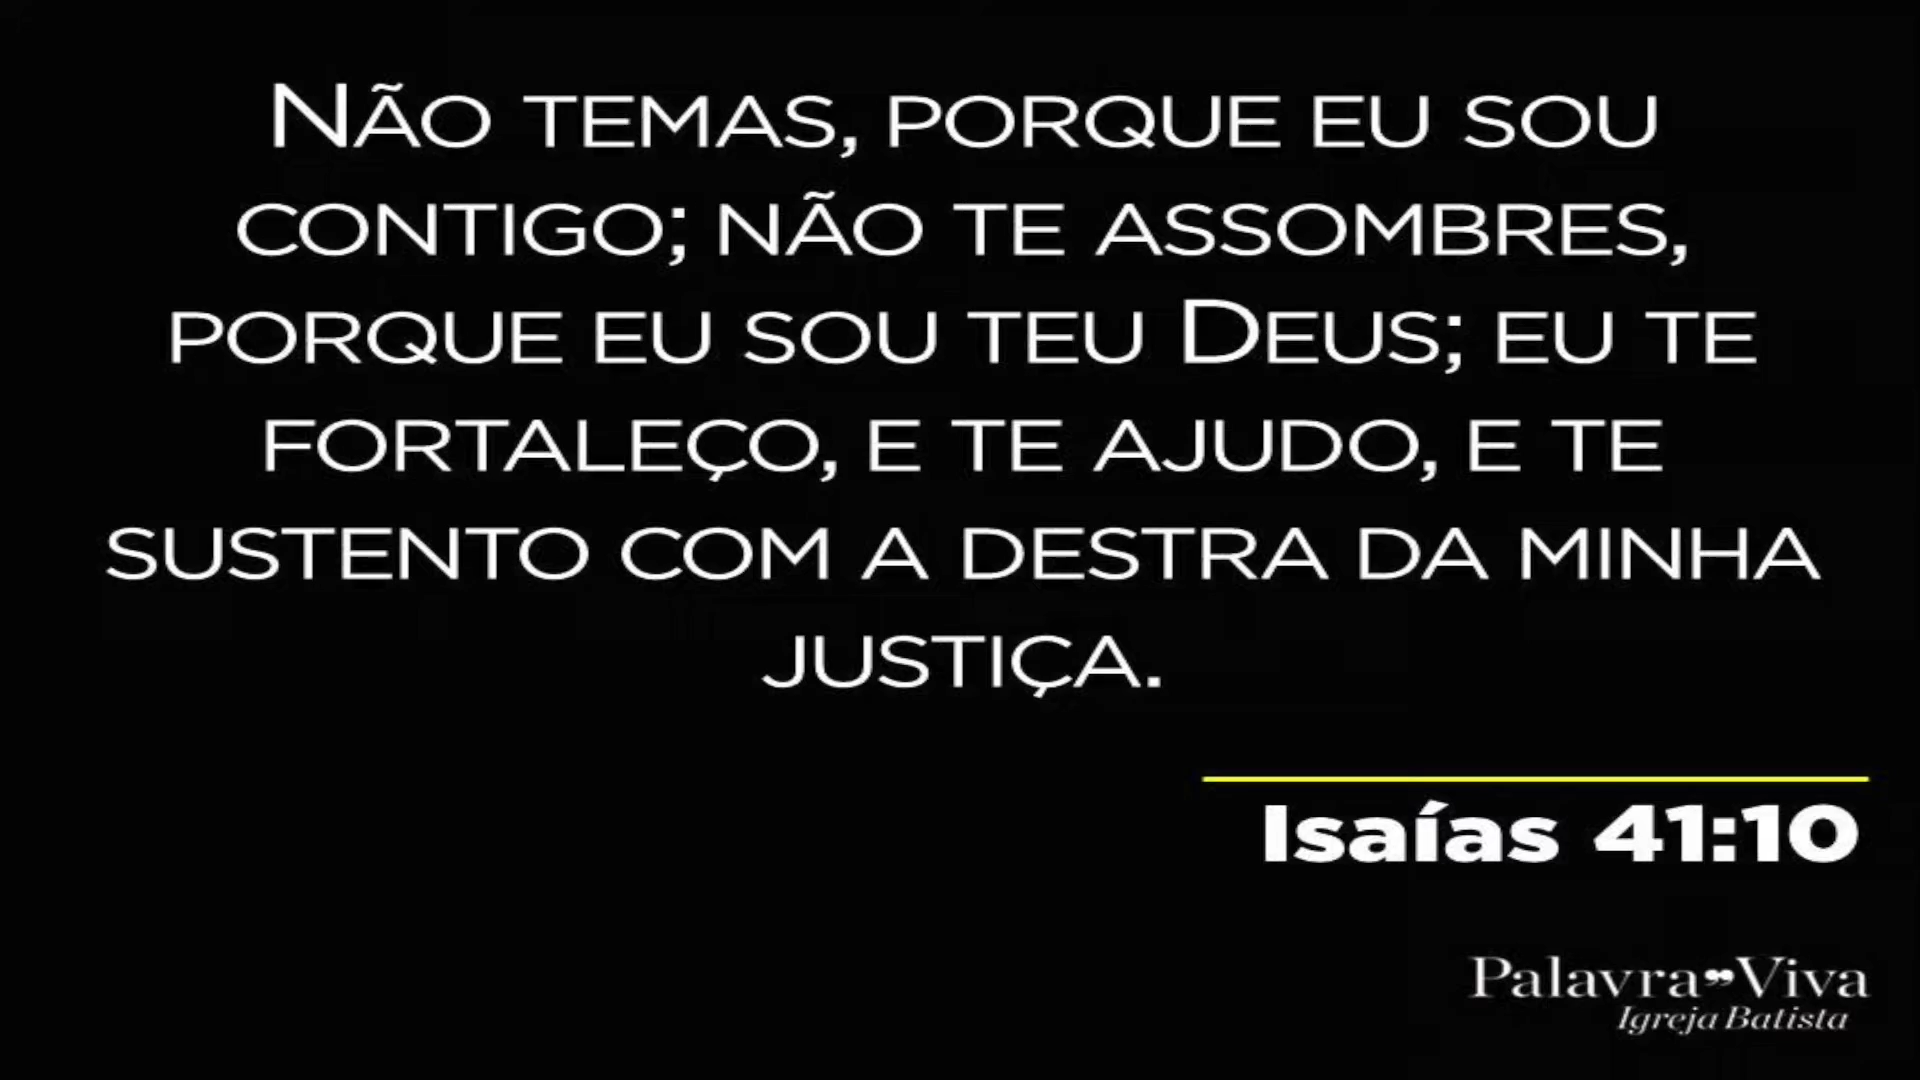 Não temas, porque eu sou
contigo; não te assombres,
porque eu sou teu Deus; eu te
fortaleço, e te ajudo, e te
sustento com a destra da minha
justiça.
Isaías 41:10
Palavra Viva
Igreja Batista